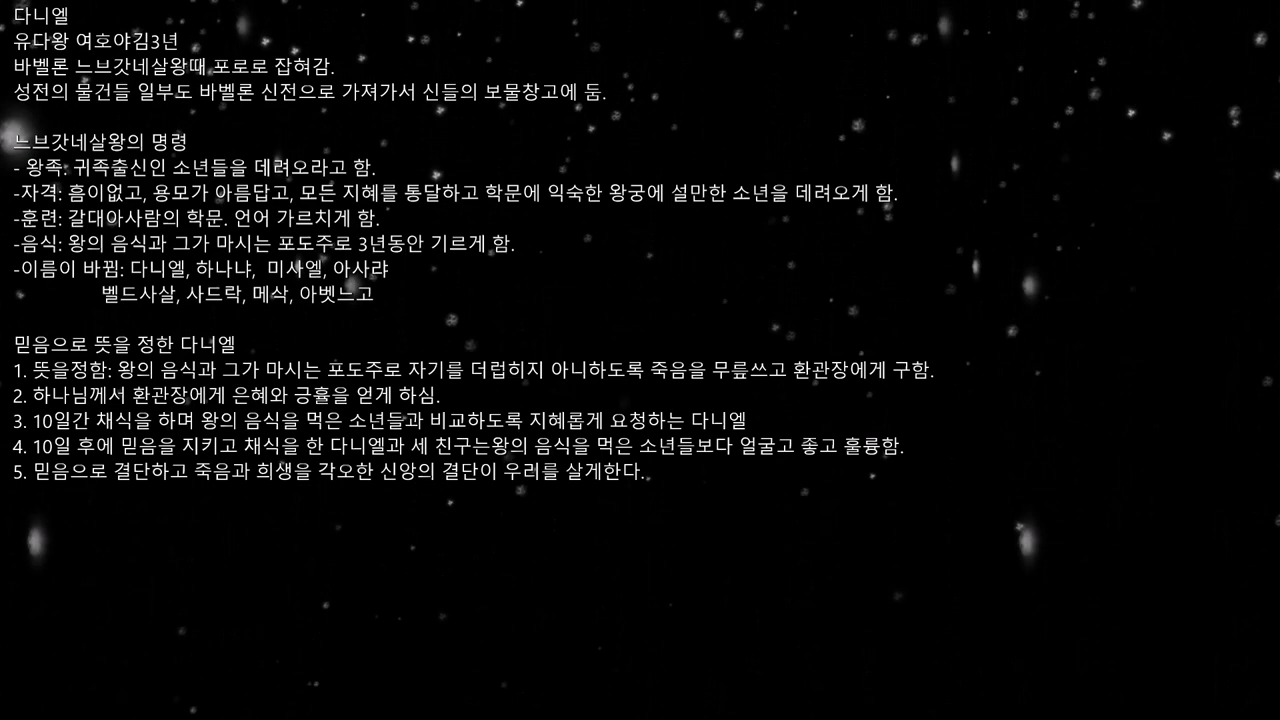 다니엘
유다왕 여호야김3년
바벨론 느브갓네살왕때 포로로 잡혀감.
성전의 물건들 일부도 바벨론 신전으로 가져가서 신들의 보물창고에 둠.
느브갓네살왕의 명령
- 왕족: 귀족출신인 소년들을 데려오라고 함.
-자격: 흠이없고, 용모가 아름답고, 모든 지혜를 통달하고 학문에 익숙한 왕궁에 설만한 소년을 데려오게 함.
-훈련: 갈대아사람의 학문. 언어 가르치게 함.
-음식: 왕의 음식과 그가 마시는 포도주로 3년동안 기르게 함.
-이름이 바뀜: 다니엘, 하나냐, 미사엘, 아사랴
벨드사살, 사드락, 메삭, 아벳느고
믿음으로 뜻을 정한 다니엘
1. 뜻을정함: 왕의 음식과 그가 마시는 포도주로 자기를 더럽히지 아니하도록 죽음을 무릎쓰고 환관장에게 구함.
2. 하나님께서 환관장에게 은혜와 긍휼을 얻게 하심.
3. 10일간 채식을 하며 왕의 음식을 먹은 소년들과 비교하도록 지혜롭게 요청하는 다니엘
4. 10일 후에 믿음을 지키고 채식을 한 다니엘과 세 친구는왕의 음식을 먹은 소년들보다 얼굴고 좋고 훌륭함.
5. 믿음으로 결단하고 죽음과 희생을 각오한 신앙의 결단이 우리를 살게한다.